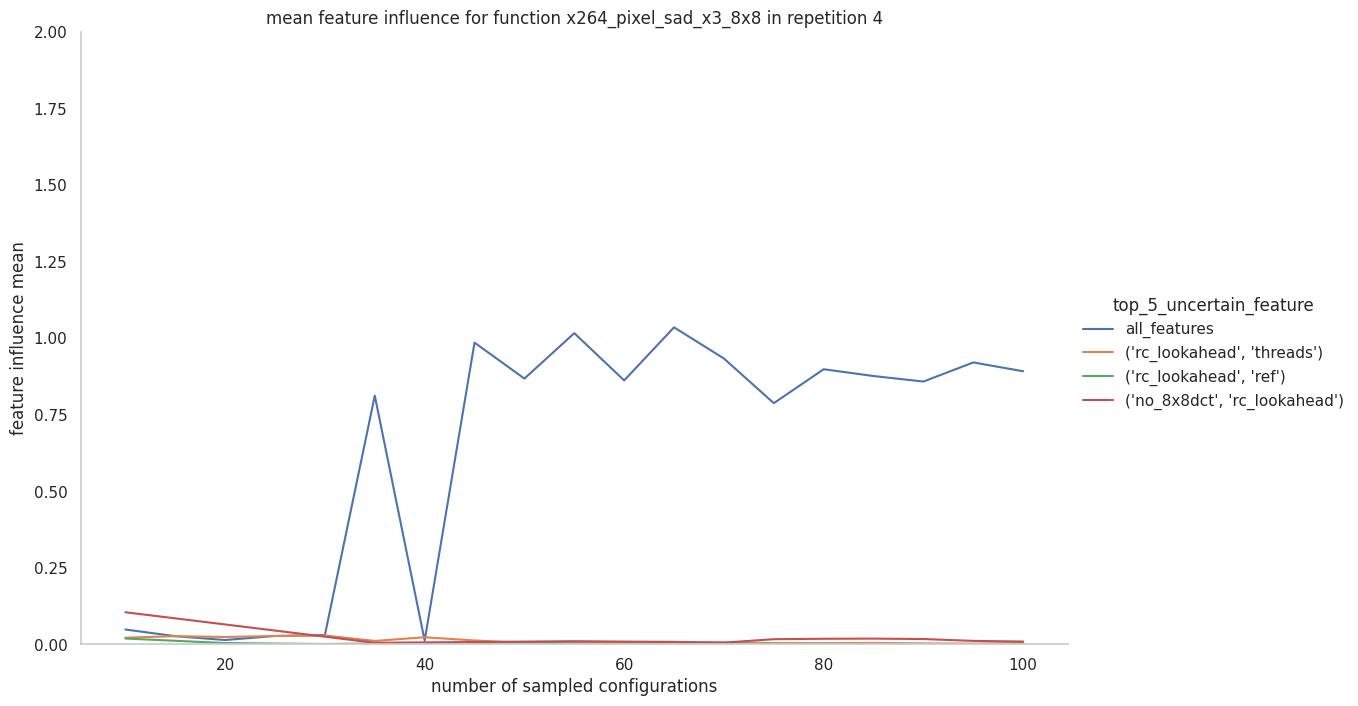 mean feature influence for function x264_pixel_sad_x3_8x8 in repetition 4
2.00
1.75
1.50
1.25
1.00
0.75
0.50
0.25
0.00
feature influence mean
20
40
60
80
100
number of sampled configurations
top_5_uncertain_feature
all_features
('rc_lookahead', 'threads')
('rc_lookahead', 'ref')
('no_8x8dct', 'rc_lookahead')